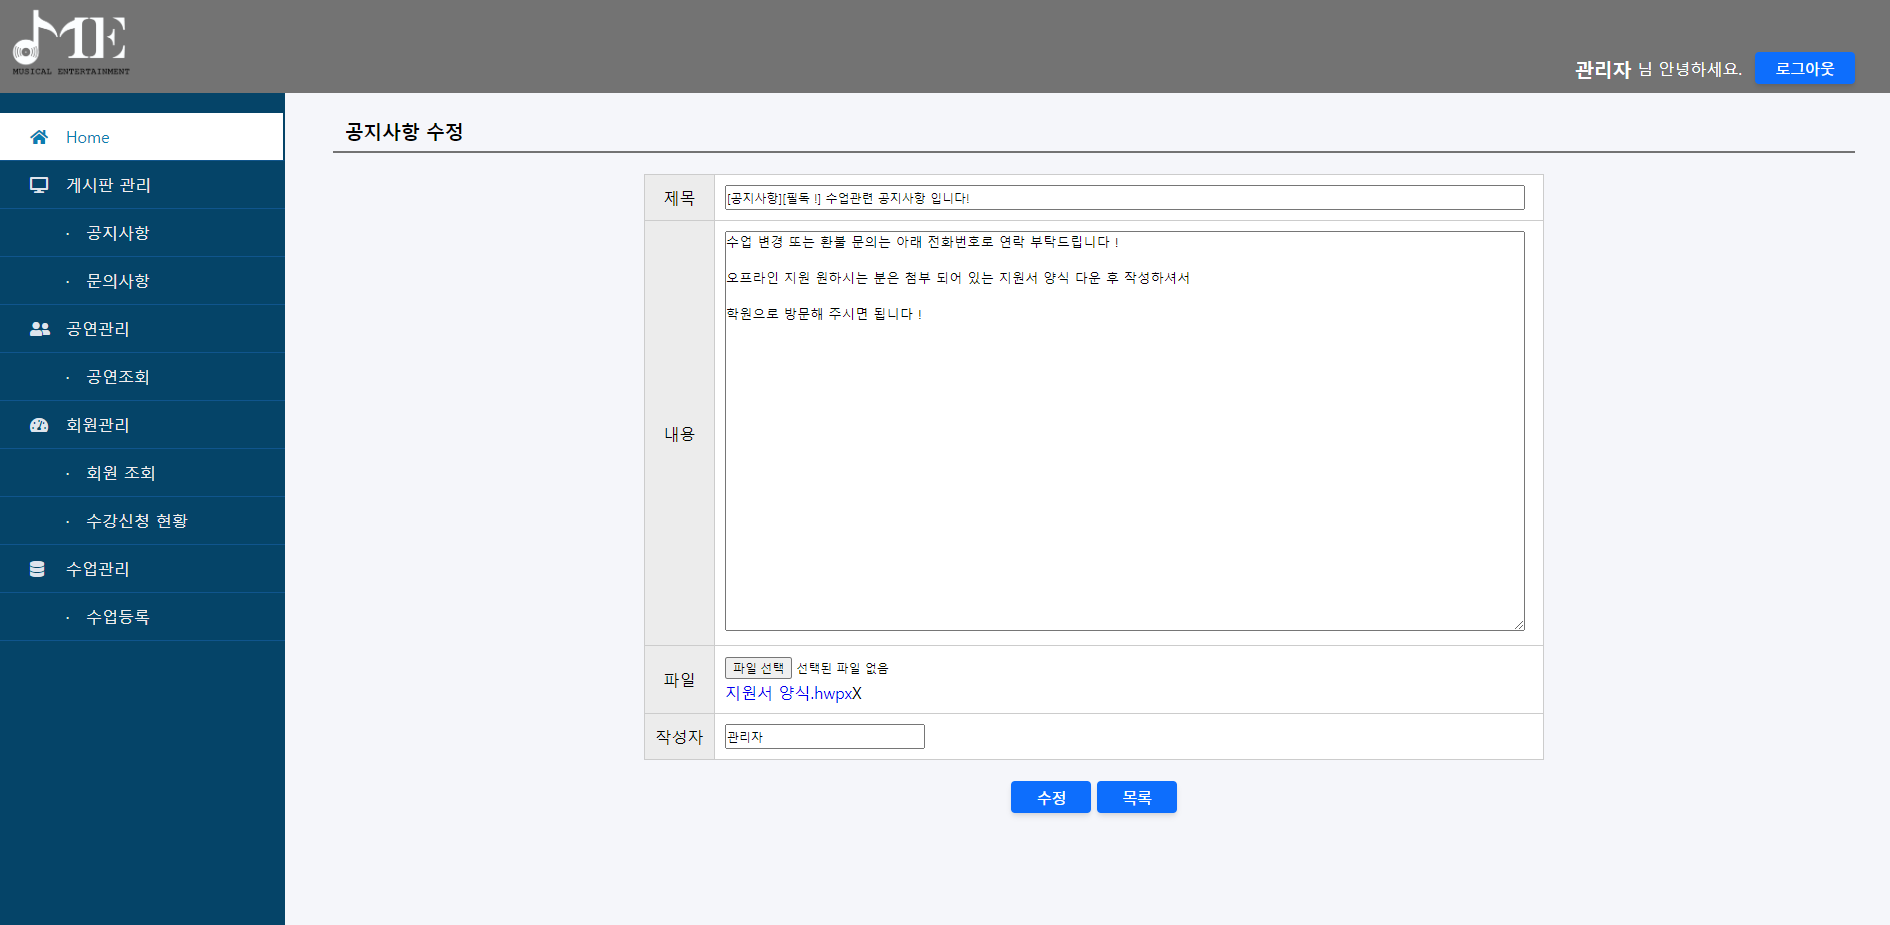 ME
MUSICAL ENTERTAINMENT
관리자 님 안녕하세요. 로그아웃
Home
게시판 관리
· 공지사항
· 문의사항
공연관리
· 공연조회
회원관리
· 회원 조회
· 수강신청 현황
수업관리
· 수업등록
공지사항 수정
제목 [공지사항][필독 !] 수업관련 공지사항 입니다!
내용
수업 변경 또는 환불 문의는 아래 전화번호로 연락 부탁드립니다 !
오프라인 지원 원하시는 분은 첨부 되어 있는 지원서 양식 다운 후 작성하셔서
학원으로 방문해 주시면 됩니다 !
파일 파일 선택 선택된 파일 없음
지원서 양식.hwpxX
작성자 관리자
수정 목록